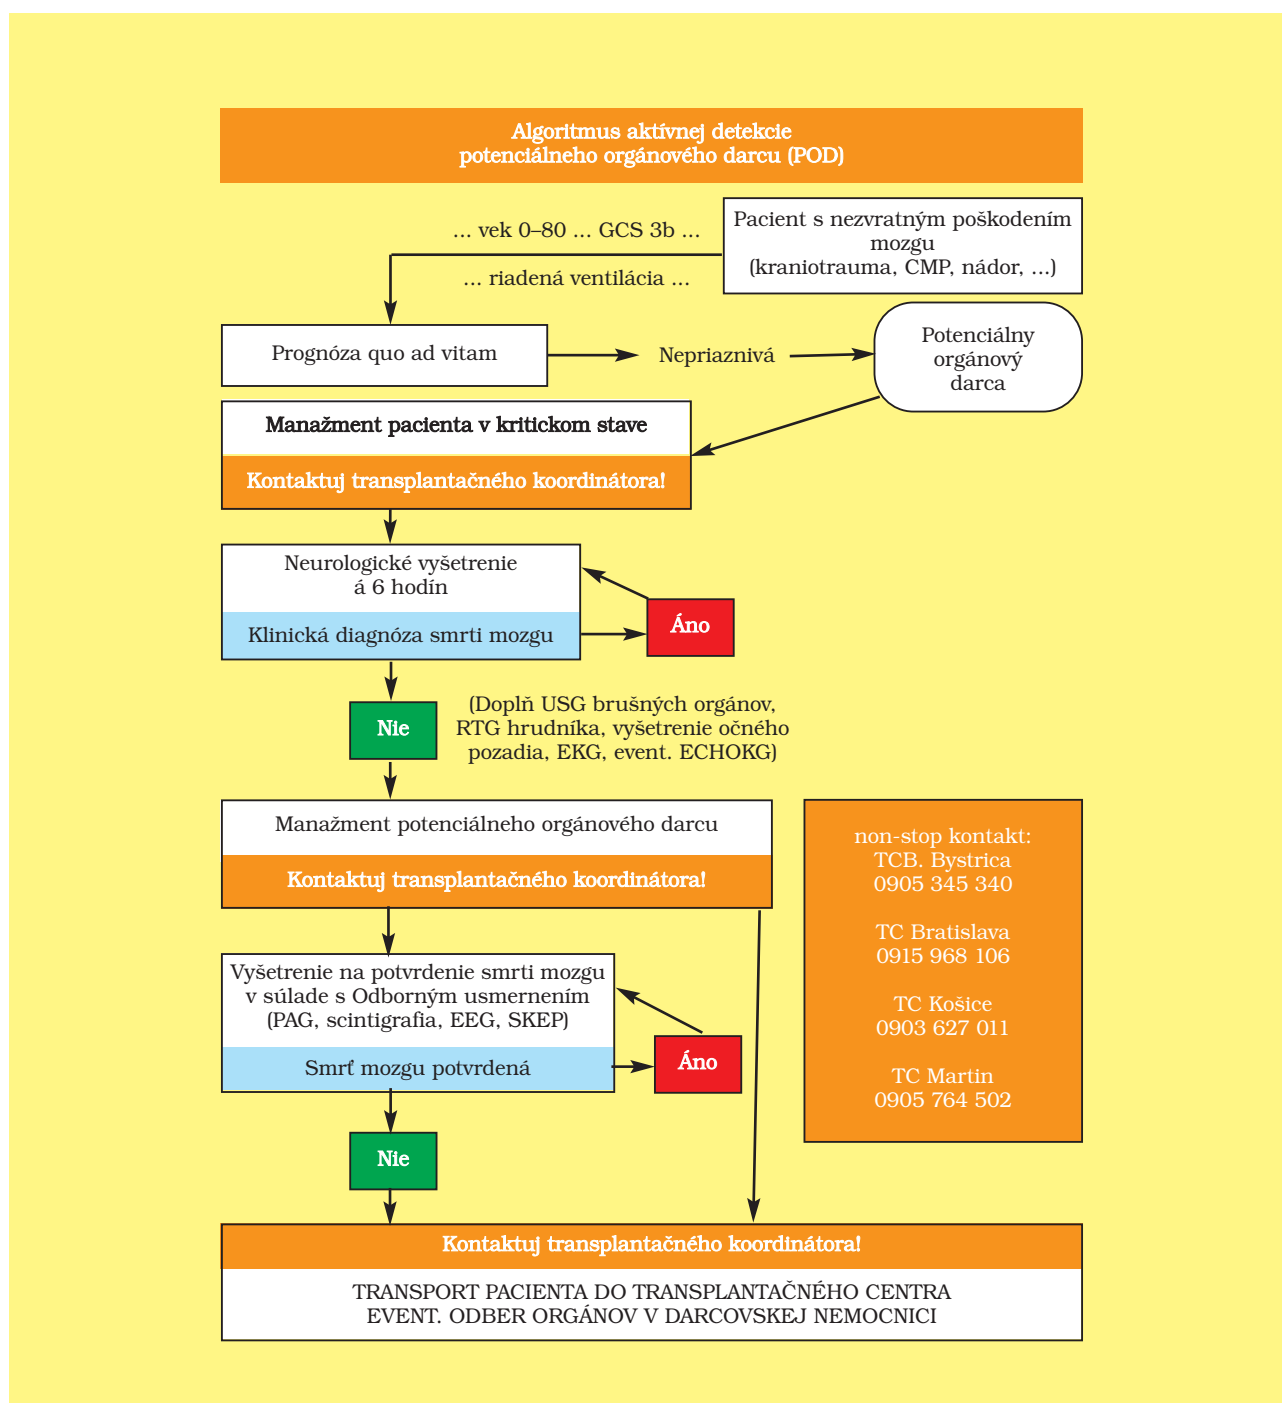 Algoritmus aktívnej detekcie
potenciálneho orgánového darcu (POD)
Pacient s nezvratným poškodením
mozgu
(kraniotrauma, CMP, nádor, ...)
... vek 0–80 ... GCS 3b ...
... riadená ventilácia ...
Prognóza quo ad vitam
Nepriaznivá
Potenciálny
orgánový
darca
Manažment pacienta v kritickom stave
Kontaktuj transplantačného koordinátora!
Neurologické vyšetrenie
á 6 hodín
Klinická diagnóza smrti mozgu
Áno
Nie
(Doplň USG brušných orgánov,
RTG hrudníka, vyšetrenie očného
pozadia, EKG, event. ECHOKG)
Manažment potenciálneho orgánového darcu
Kontaktuj transplantačného koordinátora!
non-stop kontakt:
TCB. Bystrica
0905 345 340
TC Bratislava
0915 968 106
TC Košice
0903 627 011
TC Martin
0905 764 502
Vyšetrenie na potvrdenie smrti mozgu
v súlade s Odborným usmernením
(PAG, scintigrafia, EEG, SKEP)
Smrť mozgu potvrdená
Áno
Nie
Kontaktuj transplantačného koordinátora!
TRANSPORT PACIENTA DO TRANSPLANTAČNÉHO CENTRA
EVENT. ODBER ORGÁNOV V DARCOVSKEJ NEMOCNICI